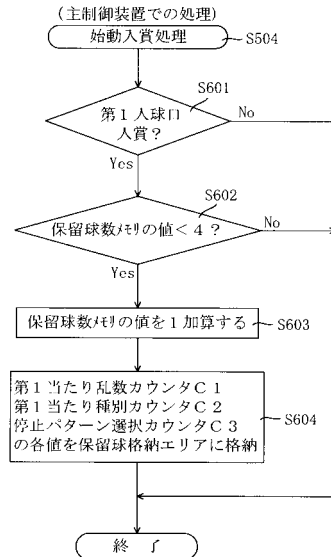 (主制御装置での処理)
始動入賞処理
S504
S601
第1入球口
入賞?
No
Yes
S602
保留球数メモリの値<4?
No
Yes
保留球数メモリの値を1加算する
S603
第1当たり乱数カウンタC1
第1当たり種別カウンタC2
停止パターン選択カウンタC3
の各値を保留球格納エリアに格納
S604
終 了